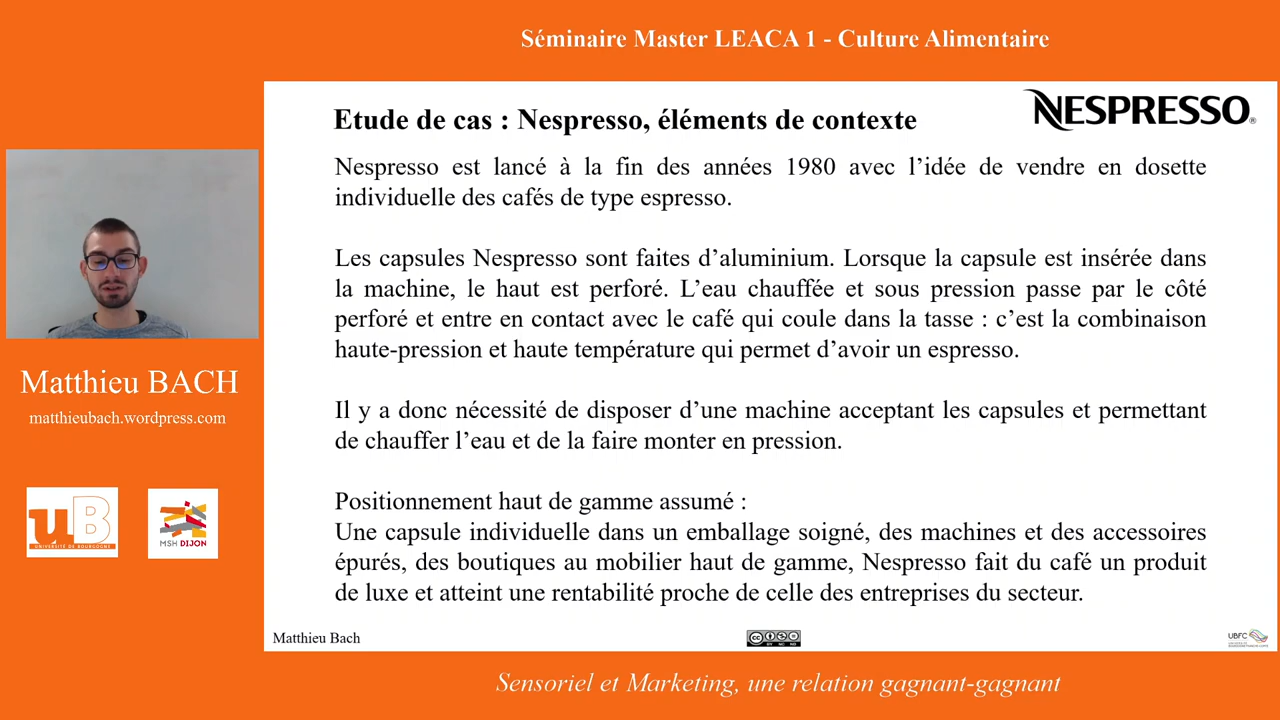 Séminaire Master LEACA 1 - Culture Alimentaire
Etude de cas : Nespresso, éléments de contexte
NESPRESSO®
Nespresso est lancé à la fin des années 1980 avec l’idée de vendre en dosette
individuelle des cafés de type espresso.
Les capsules Nespresso sont faites d’aluminium. Lorsque la capsule est insérée dans
la machine, le haut est perforé. L’eau chauffée et sous pression passe par le côté
perforé et entre en contact avec le café qui coule dans la tasse : c’est la combinaison
haute-pression et haute température qui permet d’avoir un espresso.
Il y a donc nécessité de disposer d’une machine acceptant les capsules et permettant
de chauffer l’eau et de la faire monter en pression.
Positionnement haut de gamme assumé :
Une capsule individuelle dans un emballage soigné, des machines et des accessoires
épurés, des boutiques au mobilier haut de gamme, Nespresso fait du café un produit
de luxe et atteint une rentabilité proche de celle des entreprises du secteur.
Matthieu BACH
matthieubach.wordpress.com
uB
UNIVERSITÉ DE BOURGOGNE
MSH DIJON
Matthieu Bach
cc
BY NC ND
UBFC
Sensoriel et Marketing, une relation gagnant-gagnant